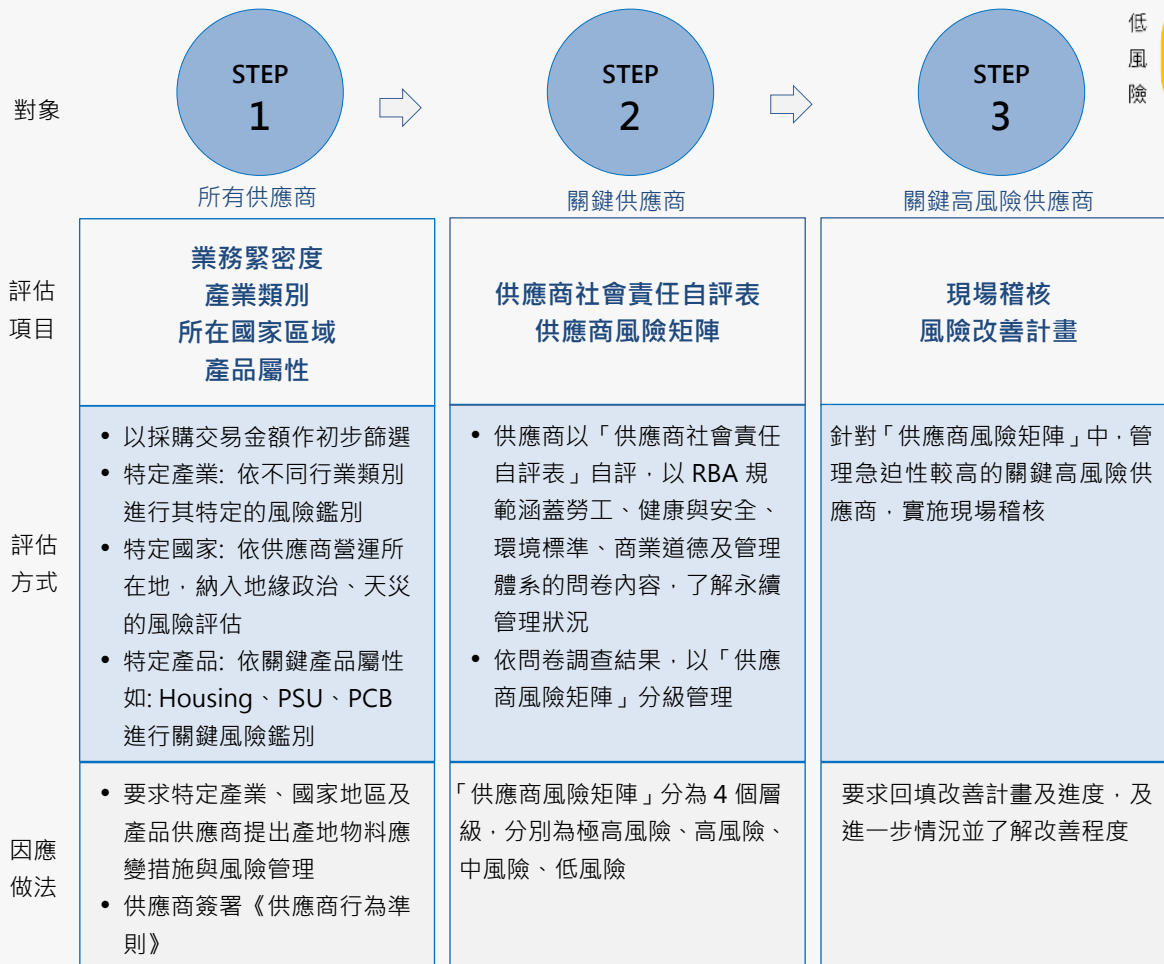 對象
STEP
1
所有供應商
STEP
2
關鍵供應商
STEP
3
關鍵高風險供應商
低
風
險
評估
項目
業務緊密度
產業類別
所在國家區域
產品屬性
供應商社會責任自評表
供應商風險矩陣
現場稽核
風險改善計畫
評估
方式
• 以採購交易金額作初步篩選
• 特定產業: 依不同行業類別
進行其特定的風險鑑別
• 特定國家: 依供應商營運所
在地,納入地緣政治、天災
的風險評估
• 特定產品: 依關鍵產品屬性
如: Housing、PSU、PCB
進行關鍵風險鑑別
• 供應商以「供應商社會責任
自評表」自評,以 RBA 規
範涵蓋勞工、健康與安全、
環境標準、商業道德及管理
體系的問卷內容,了解永續
管理狀況
• 依問卷調查結果,以「供應
商風險矩陣」分級管理
針對「供應商風險矩陣」中,管
理急迫性較高的關鍵高風險供
應商,實施現場稽核
因應
做法
• 要求特定產業、國家地區及
產品供應商提出產地物料應
變措施與風險管理
• 供應商簽署《供應商行為準
則》
「供應商風險矩陣」分為 4 個層
級,分別為極高風險、高風險、
中風險、低風險
要求回填改善計畫及進度,及
進一步情況並了解改善程度